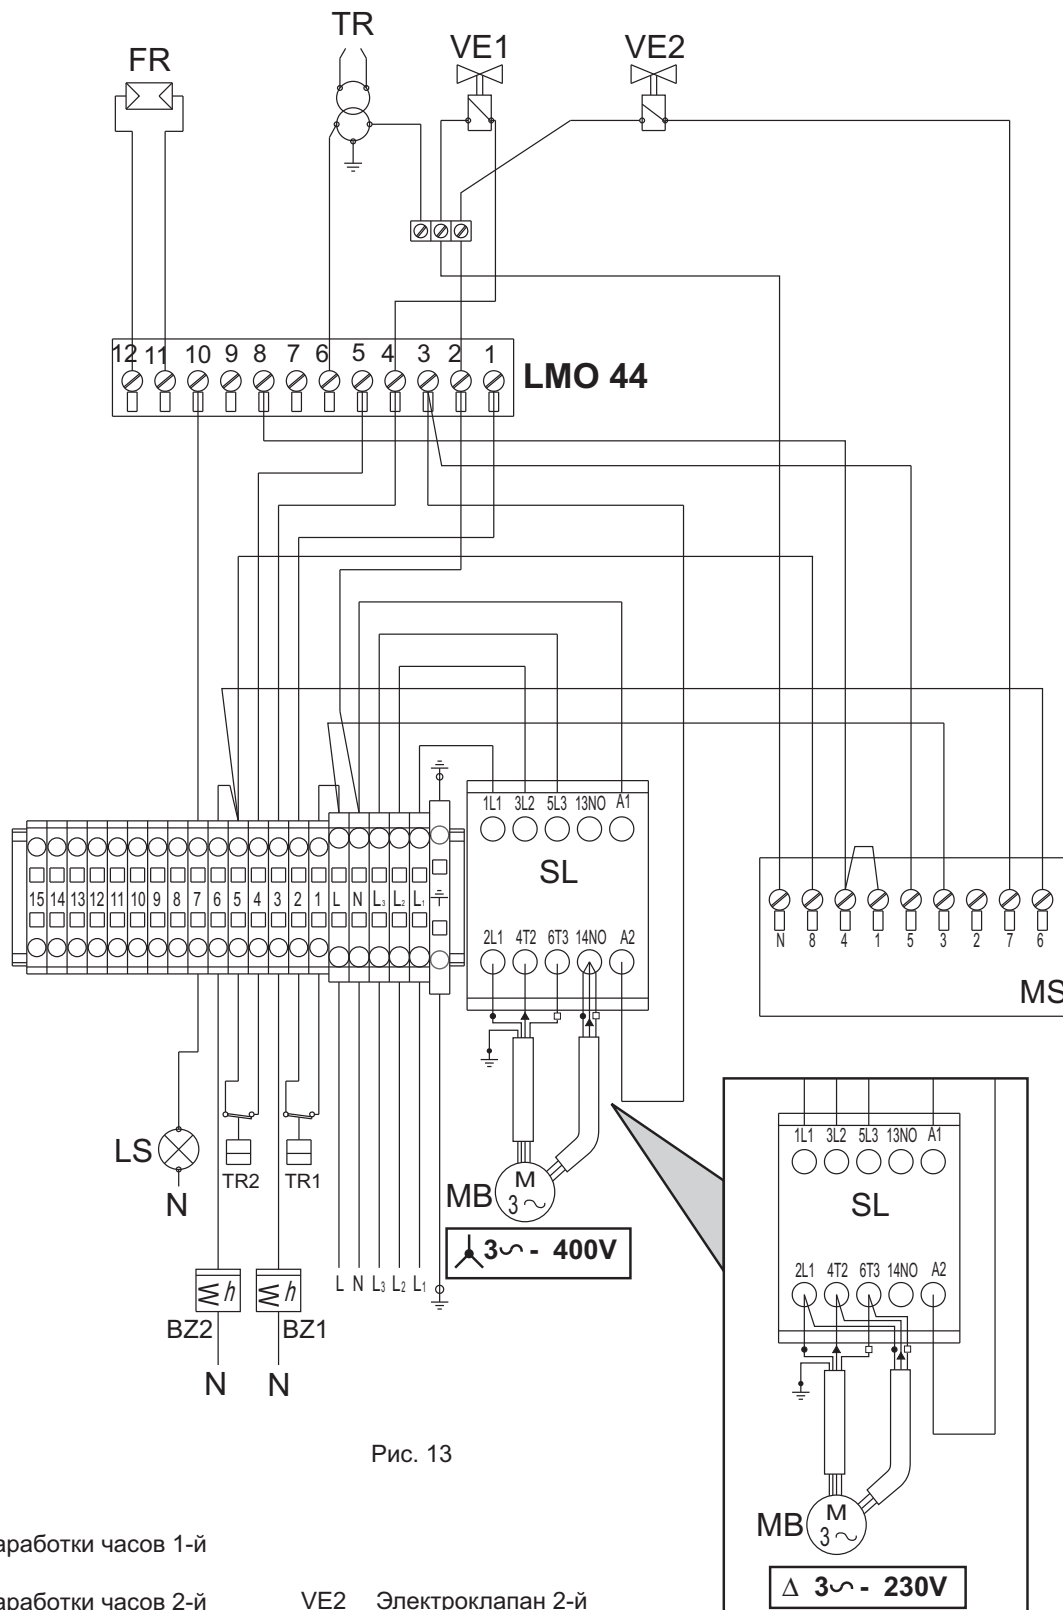 TR
FR
VE1
VE2
12 11 10 9 8 7 6 5 4 3 2 1
LMO 44
1L1 3L2 5L3 13NO A1
SL
15 14 13 12 11 10 9 8 7 6 5 4 3 2 1 L N L3 L2 L1
2L1 4T2 6T3 14NO A2
N 8 4 1 5 3 2 7 6
MS
LS
N
TR2
TR1
MB
M
3~
3~ - 400V
L N L3 L2 L1
h
h
BZ2
BZ1
N
N
1L1 3L2 5L3 13NO A1
SL
2L1 4T2 6T3 14NO A2
MB
M
3~
Δ 3~ - 230V
Рис. 13
аработки часов 1-й
аработки часов 2-й
VE2 Электроклапан 2-й